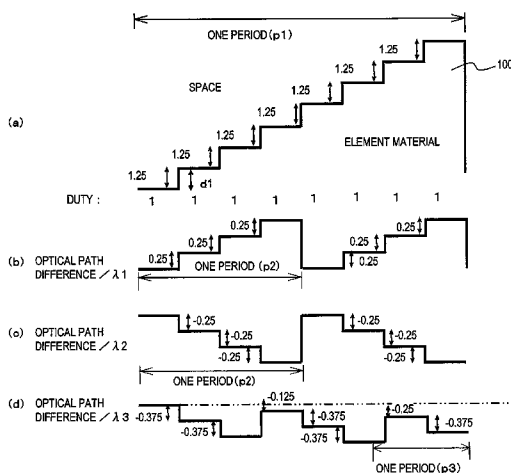 ONE PERIOD(p1)
1.25
1.25
100
SPACE
1.25
1.25
(a)
1.25
ELEMENT MATERIAL
1.25
1.25
d1
DUTY : 1 1 1 1 1 1 1 1
0.25 0.25
0.25 0.25
0.25 ONE PERIOD(p2) 0.25
(b) OPTICAL PATH
DIFFERENCE / λ1
-0.25 -0.25
(c) OPTICAL PATH
DIFFERENCE / λ2
-0.25 -0.25
-0.25 -0.25
ONE PERIOD(p2)
(d) OPTICAL PATH
DIFFERENCE / λ3
-0.125
-0.375 -0.375 -0.25 -0.375
-0.375 -0.375 -0.375
ONE PERIOD(p3)